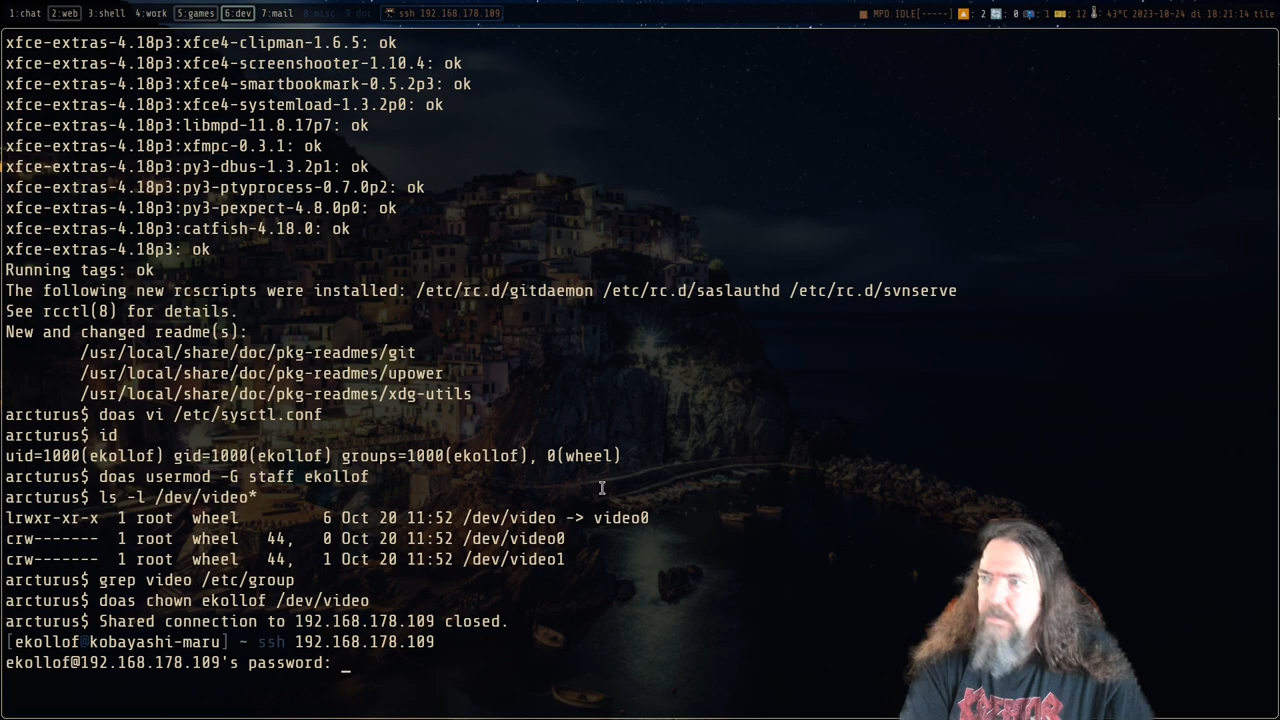 1:chat 2:web 3:shell 4:work 5:games 6:dev 7:mail 8:misc 9:doc ssh 192.168.178.109 MPD IDLE[-----] : 2 : 0 : 1 : 12 : 43°C 2023-10-24 di 18:21:14 tile
xfce-extras-4.18p3:xfce4-clipman-1.6.5: ok
xfce-extras-4.18p3:xfce4-screenshooter-1.10.4: ok
xfce-extras-4.18p3:xfce4-smartbookmark-0.5.2p3: ok
xfce-extras-4.18p3:xfce4-systemload-1.3.2p0: ok
xfce-extras-4.18p3:libmpd-11.8.17p7: ok
xfce-extras-4.18p3:xfmpc-0.3.1: ok
xfce-extras-4.18p3:py3-dbus-1.3.2p1: ok
xfce-extras-4.18p3:py3-ptyprocess-0.7.0p2: ok
xfce-extras-4.18p3:py3-pexpect-4.8.0p0: ok
xfce-extras-4.18p3:catfish-4.18.0: ok
xfce-extras-4.18p3: ok
Running tags: ok
The following new rcscripts were installed: /etc/rc.d/gitdaemon /etc/rc.d/saslauthd /etc/rc.d/svnserve
See rcctl(8) for details.
New and changed readme(s):
/usr/local/share/doc/pkg-readmes/git
/usr/local/share/doc/pkg-readmes/upower
/usr/local/share/doc/pkg-readmes/xdg-utils
arcturus$ doas vi /etc/sysctl.conf
arcturus$ id
uid=1000(ekollof) gid=1000(ekollof) groups=1000(ekollof), 0(wheel)
arcturus$ doas usermod -G staff ekollof
arcturus$ ls -l /dev/video*
lrwxr-xr-x 1 root wheel 6 Oct 20 11:52 /dev/video -> video0
crw------- 1 root wheel 44, 0 Oct 20 11:52 /dev/video0
crw------- 1 root wheel 44, 1 Oct 20 11:52 /dev/video1
arcturus$ grep video /etc/group
arcturus$ doas chown ekollof /dev/video
arcturus$ Shared connection to 192.168.178.109 closed.
[ekollof@kobayashi-maru] ~ ssh 192.168.178.109
ekollof@192.168.178.109's password: _
KREATOR